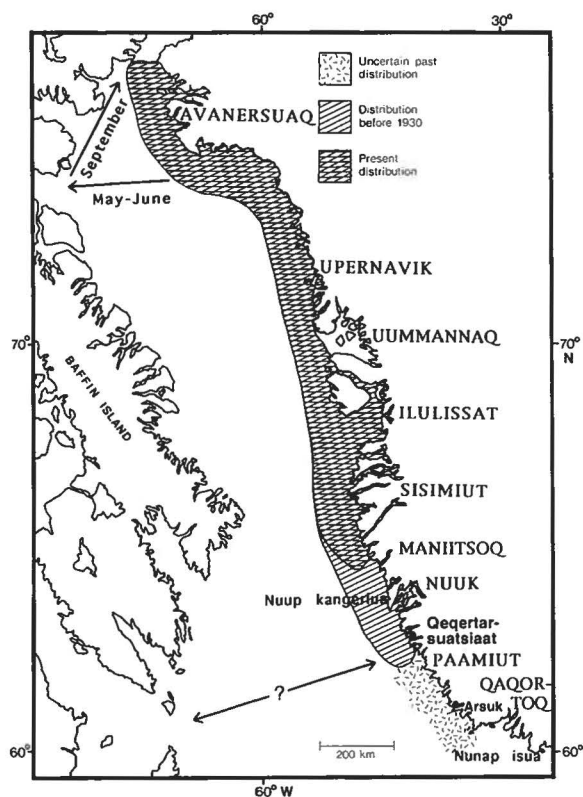 60°
30°
Uncertain past
distribution
Distribution
before 1930
Present
distribution
AVANERSUAQ
September
May-June
UPERNAVIK
UUMMANNAQ
70°
70°
N
BAFFIN ISLAND
ILULISSAT
SISIMIUT
MANIITSOQ
NUUK
Nuup kangerlua
Qeqertar-
suatsiaat
PAAMIUT
?
QAQOR-
TOQ
Arsuk
200 km
Nunap isua
60°
60°
60° W